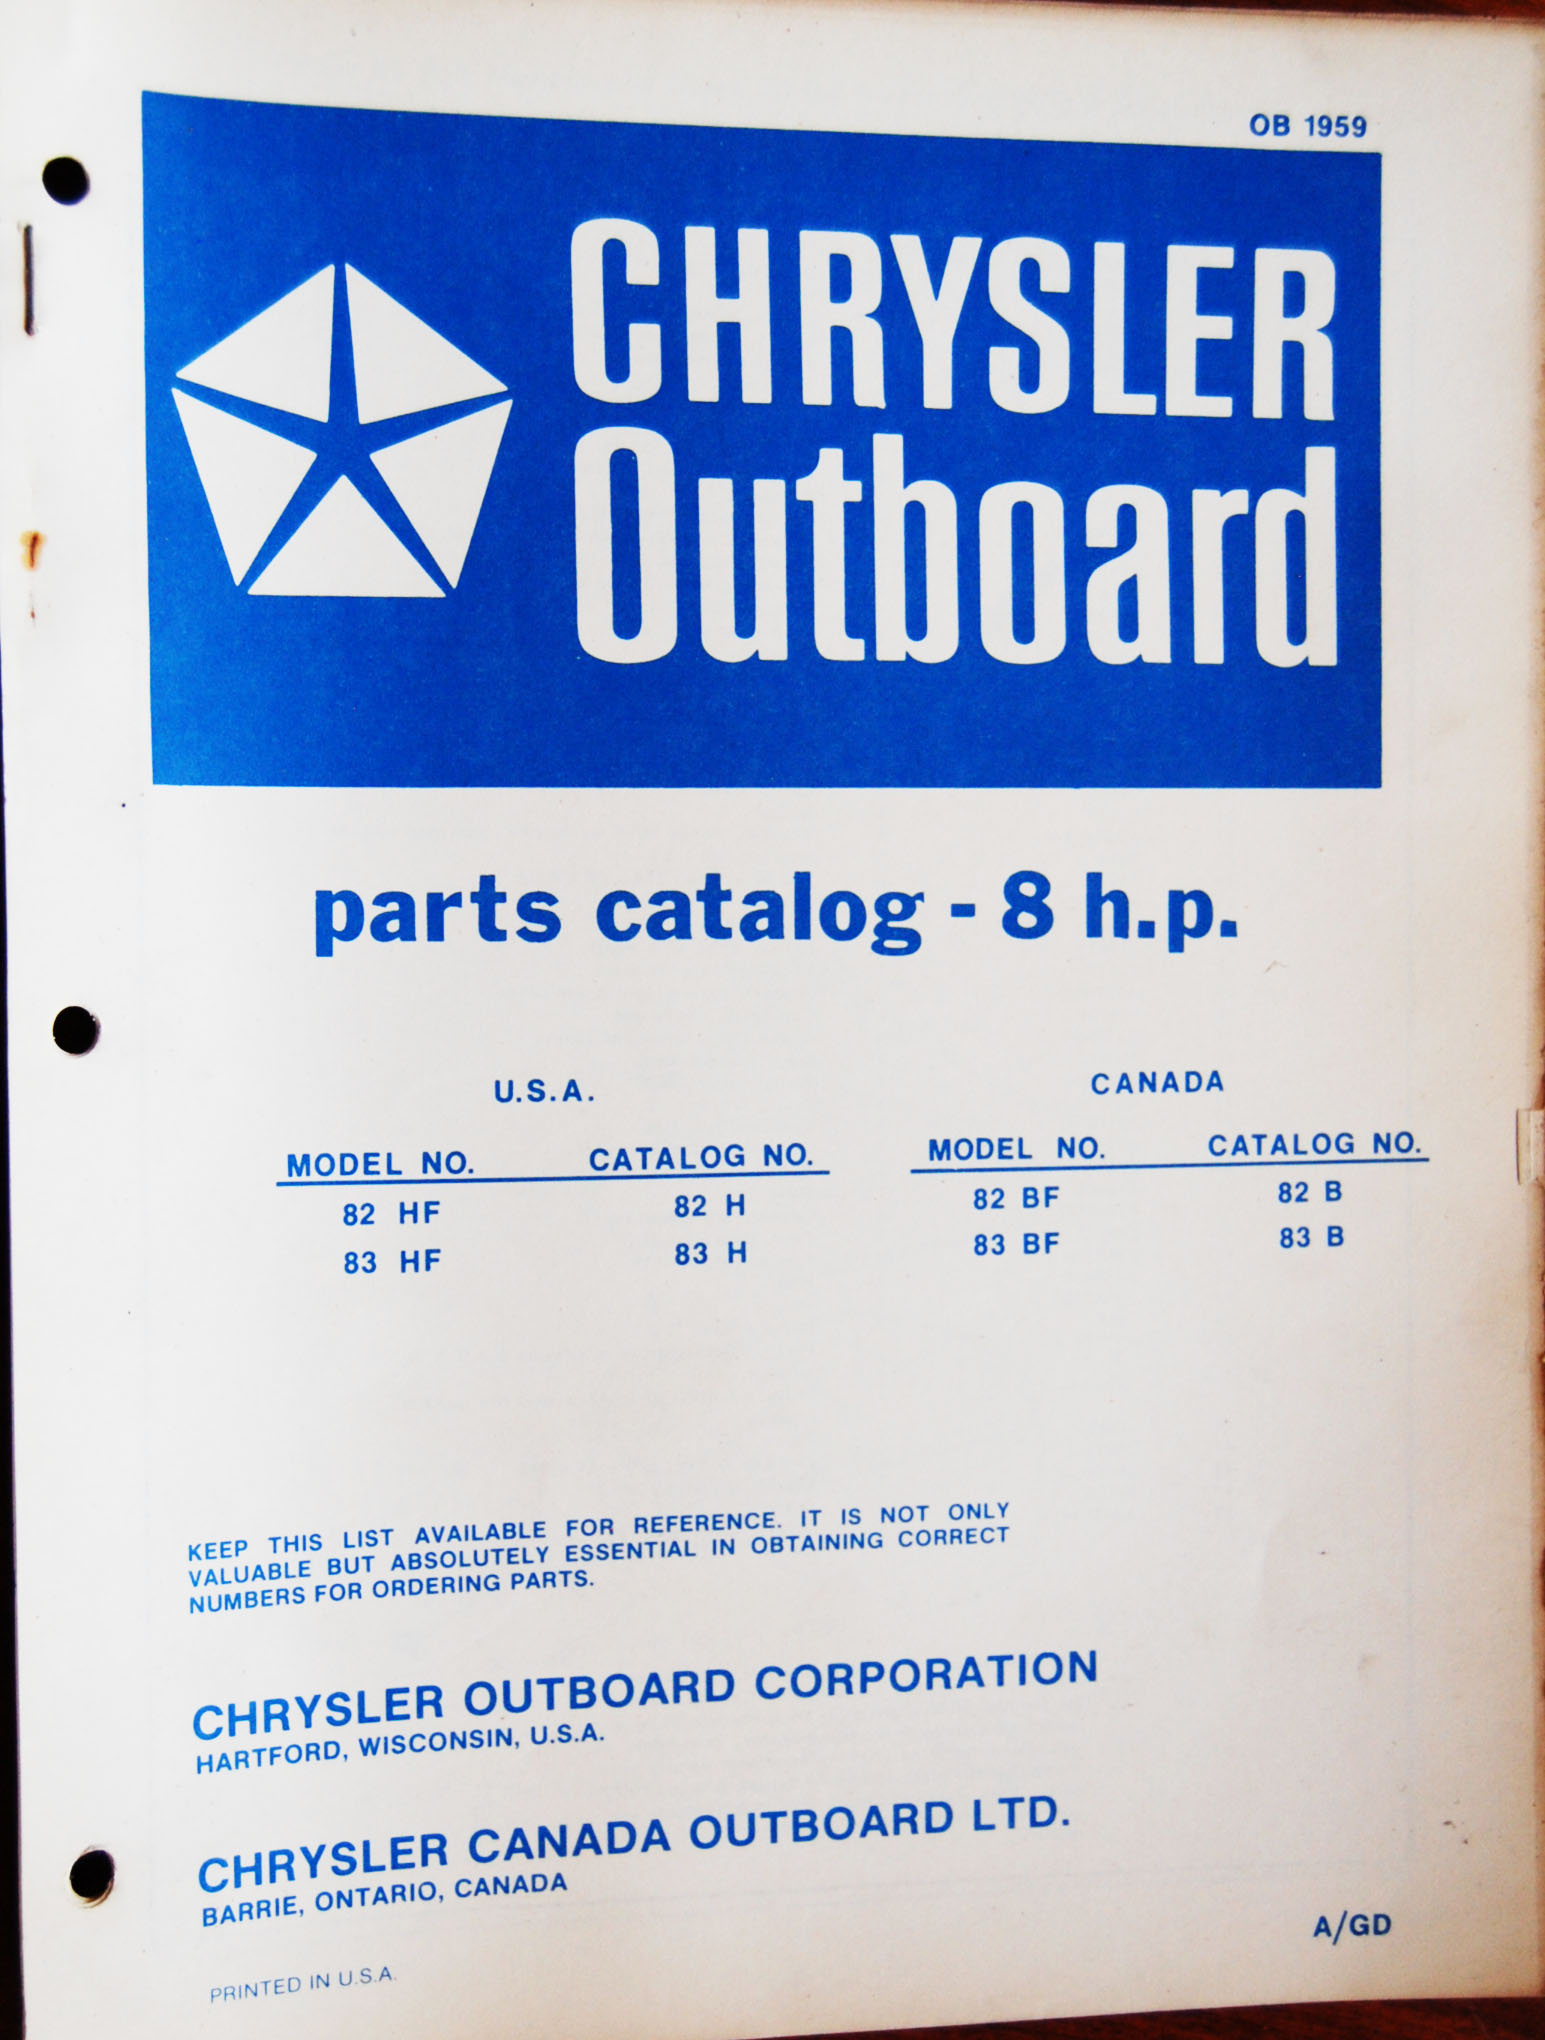 OB 1959
CHRYSLER
Outboard
parts catalog - 8 h.p.
U.S.A.
MODEL NO. CATALOG NO.
82 HF 82 H
83 HF 83 H
CANADA
MODEL NO. CATALOG NO.
82 BF 82 B
83 BF 83 B
KEEP THIS LIST AVAILABLE FOR REFERENCE. IT IS NOT ONLY
VALUABLE BUT ABSOLUTELY ESSENTIAL IN OBTAINING CORRECT
NUMBERS FOR ORDERING PARTS.
CHRYSLER OUTBOARD CORPORATION
HARTFORD, WISCONSIN, U.S.A.
CHRYSLER CANADA OUTBOARD LTD.
BARRIE, ONTARIO, CANADA
A/GD
PRINTED IN U.S.A.